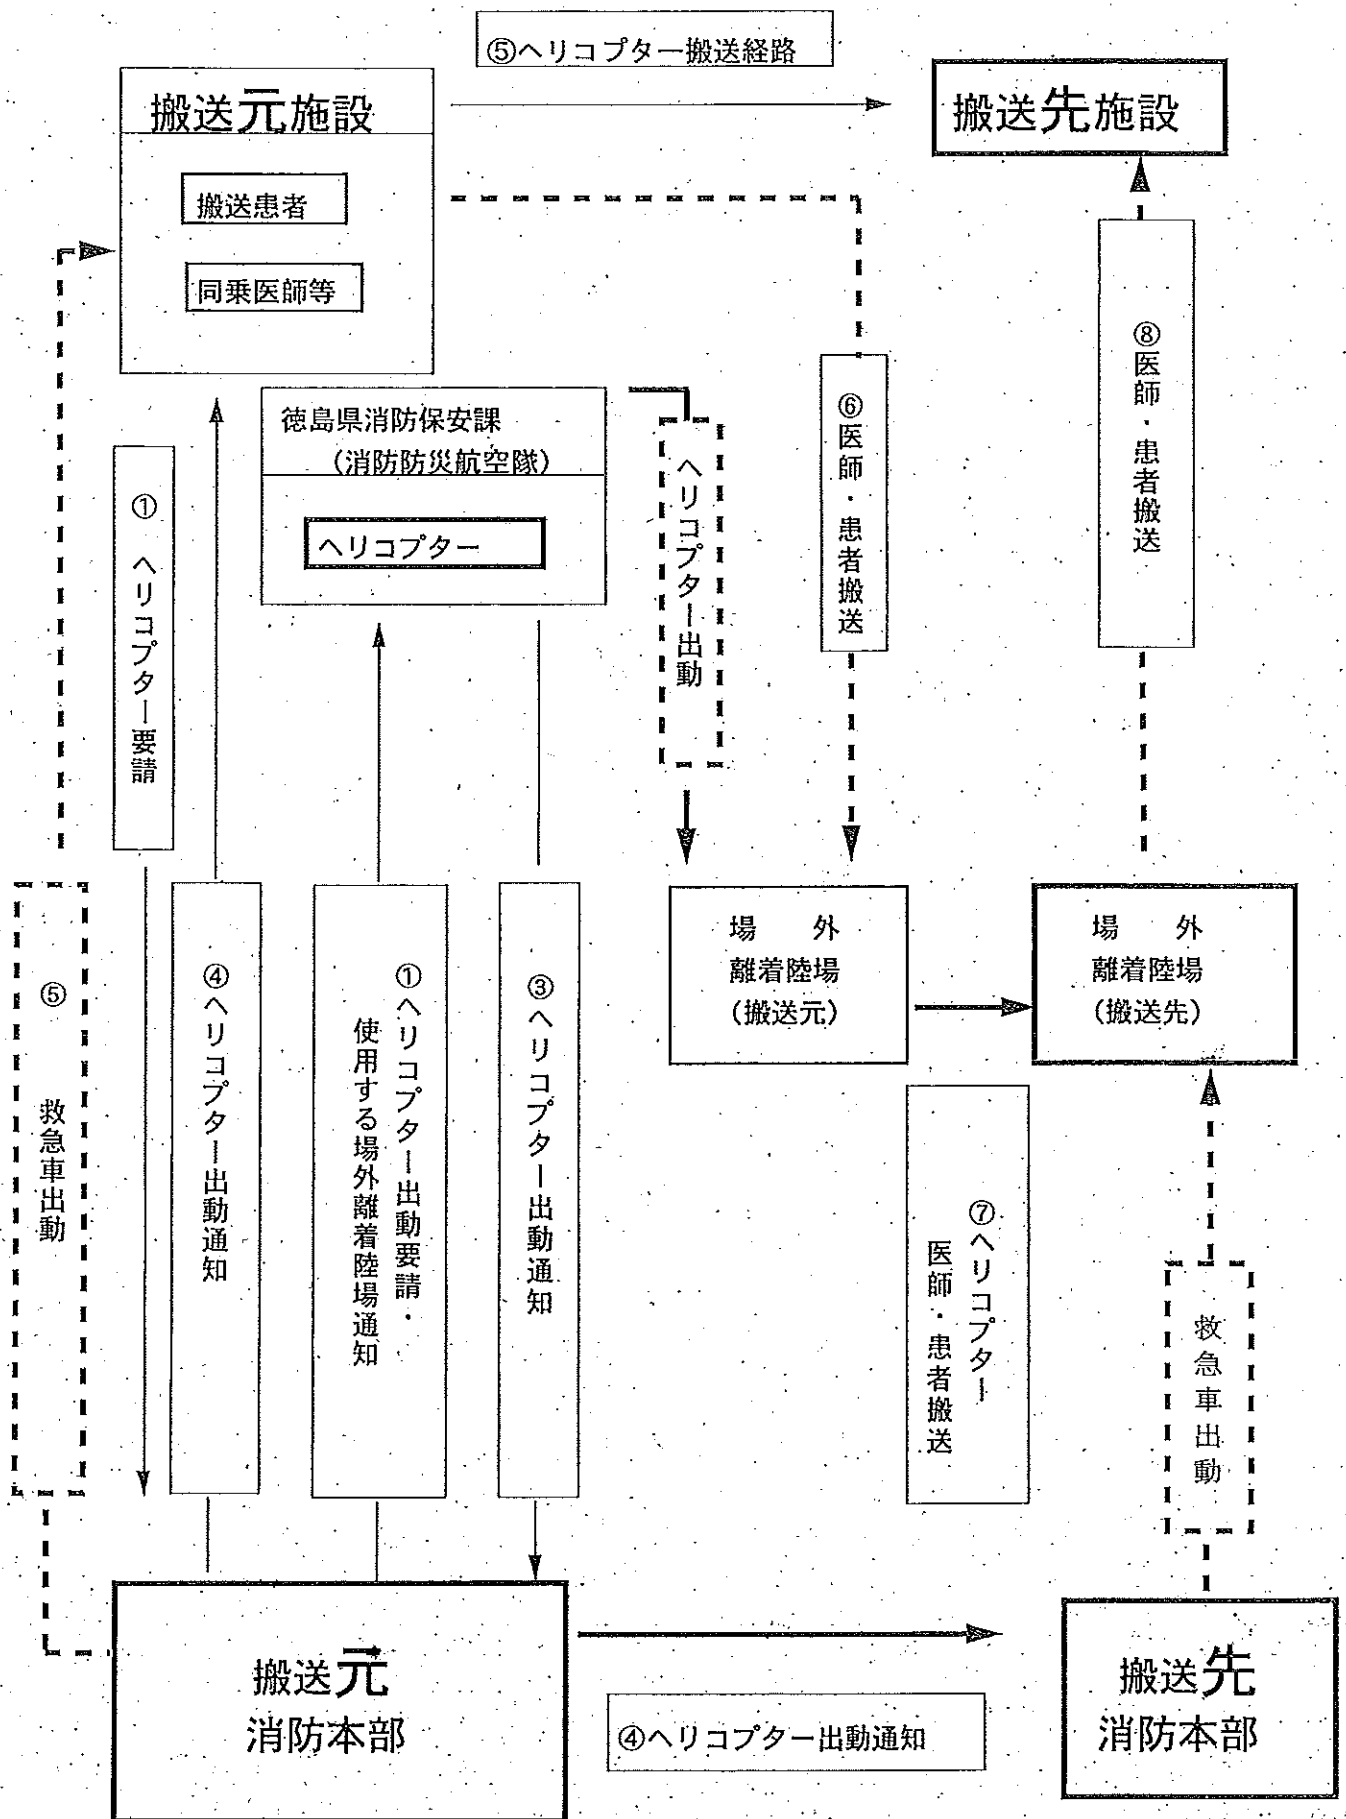 ⑤ヘリコプター搬送経路
搬送元施設
搬送先施設
搬送患者
同乗医師等
徳島県消防保安課
(消防防災航空隊)
ヘリコプター
① ヘリコプター要請
ヘリコプター出動
⑥医師・患者搬送
⑧医師・患者搬送
⑤ 救急車出動
④ヘリコプター出動通知
①ヘリコプター出動要請・
使用する場外離着陸場通知
③ヘリコプター出動通知
場 外
離着陸場
(搬送元)
場 外
離着陸場
(搬送先)
⑦ヘリコプター
医師・患者搬送
救急車出動
搬送元
消防本部
④ヘリコプター出動通知
搬送先
消防本部